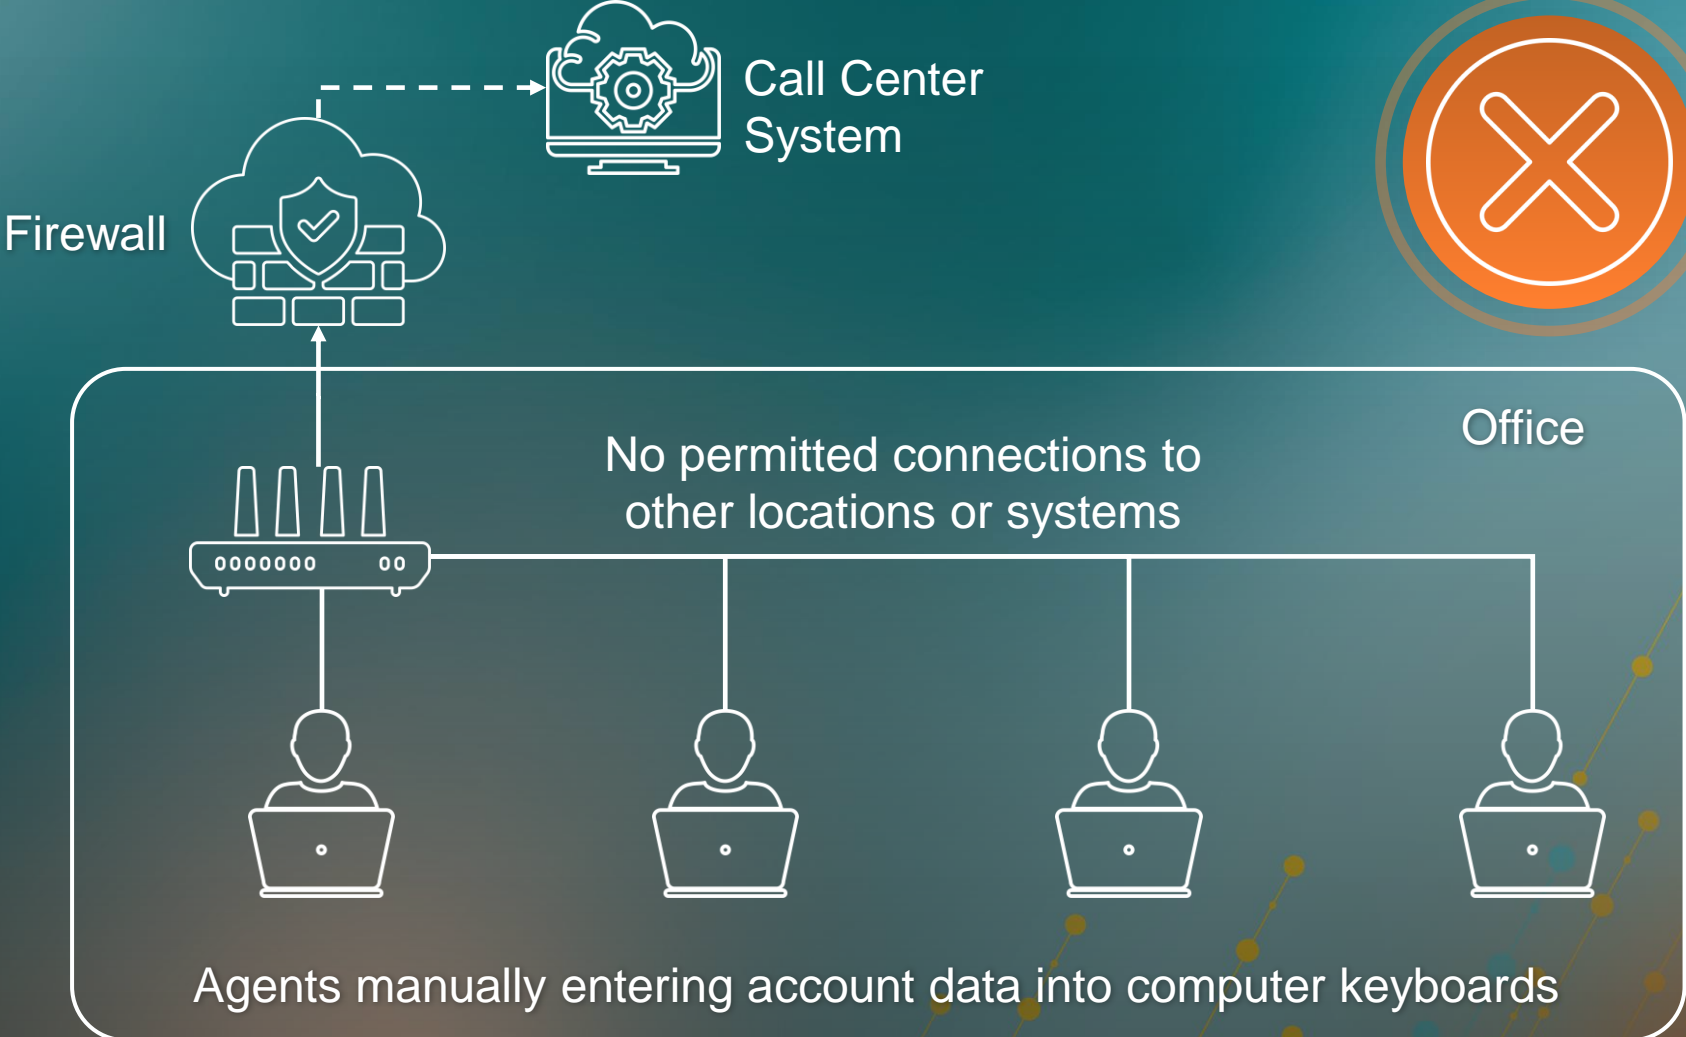 Call Center
System
Firewall
Office
No permitted connections to
other locations or systems
Agents manually entering account data into computer keyboards